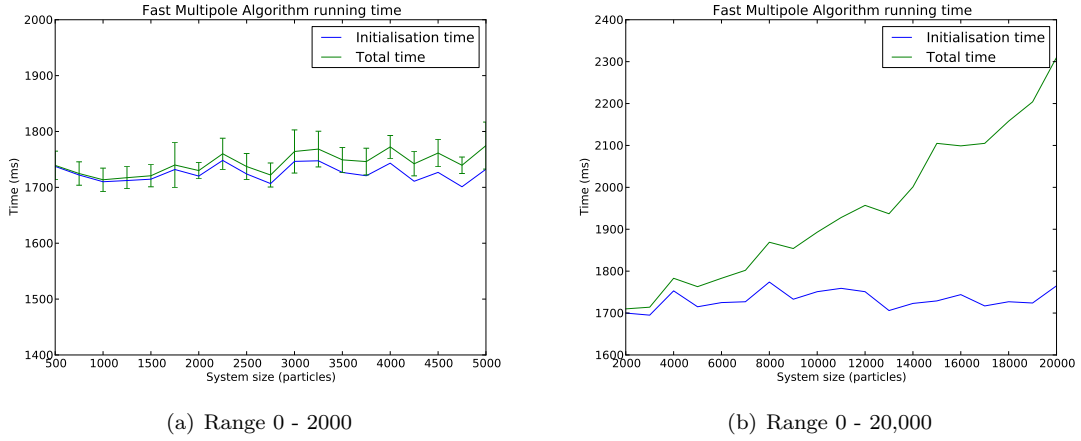 Fast Multipole Algorithm running time
Initialisation time
Total time
Time (ms)
2000
1900
1800
1700
1600
1500
1400
500 1000 1500 2000 2500 3000 3500 4000 4500 5000
System size (particles)
(a) Range 0 - 2000
Fast Multipole Algorithm running time
Initialisation time
Total time
Time (ms)
2400
2300
2200
2100
2000
1900
1800
1700
1600
2000 4000 6000 8000 10000 12000 14000 16000 18000 20000
System size (particles)
(b) Range 0 - 20,000